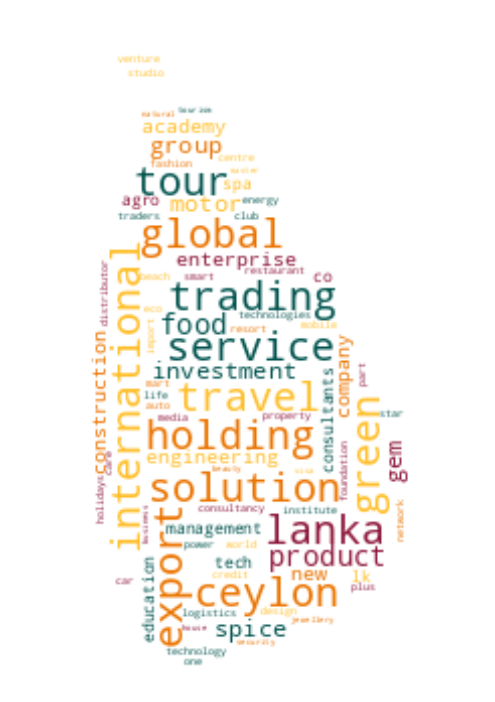 venture
studio
natural
tourism
academy
group
centre
fashion
tour
spa
agro
motor
energy
traders
club
global
enterprise
restaurant
beach
smart
co
distributor
international
trading
eco
technologies
food
resort
mobile
import
service
construction
company
investment
part
mart
life
travel
consultants
auto
media
property
green
star
holding
engineering
gem
care
beauty
visa
foundation
holidays
solution
network
business
consultancy
institute
export
lanka
management
power
world
product
tech
car
credit
new
lk
plus
education
ceylon
logistics
design
jewellery
house
spice
security
technology
one